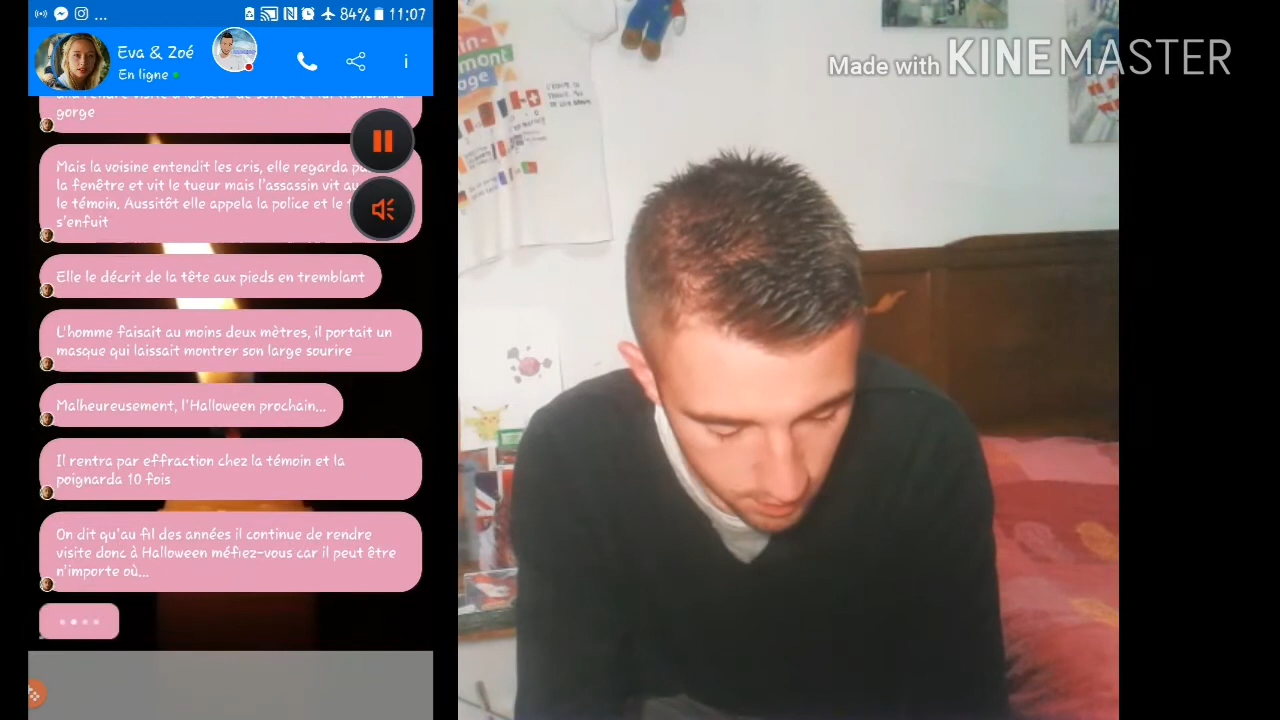 ...
84% 11:07
Eva & Zoé
En ligne
gorge
Mais la voisine entendit les cris, elle regarda
la fenêtre et vit le tueur mais l'assassin vit
le témoin. Aussitôt elle appela la police et le
s'enfuit
Elle le décrit de la tête aux pieds en tremblant
L'homme faisait au moins deux mètres, il portait un
masque qui laissait montrer son large sourire
Malheureusement, l'Halloween prochain...
Il rentra par effraction chez la témoin et la
poignarda 10 fois
On dit qu'au fil des années il continue de rendre
visite donc à Halloween méfiez-vous car il peut être
n'importe où...
Made with KINEMASTER